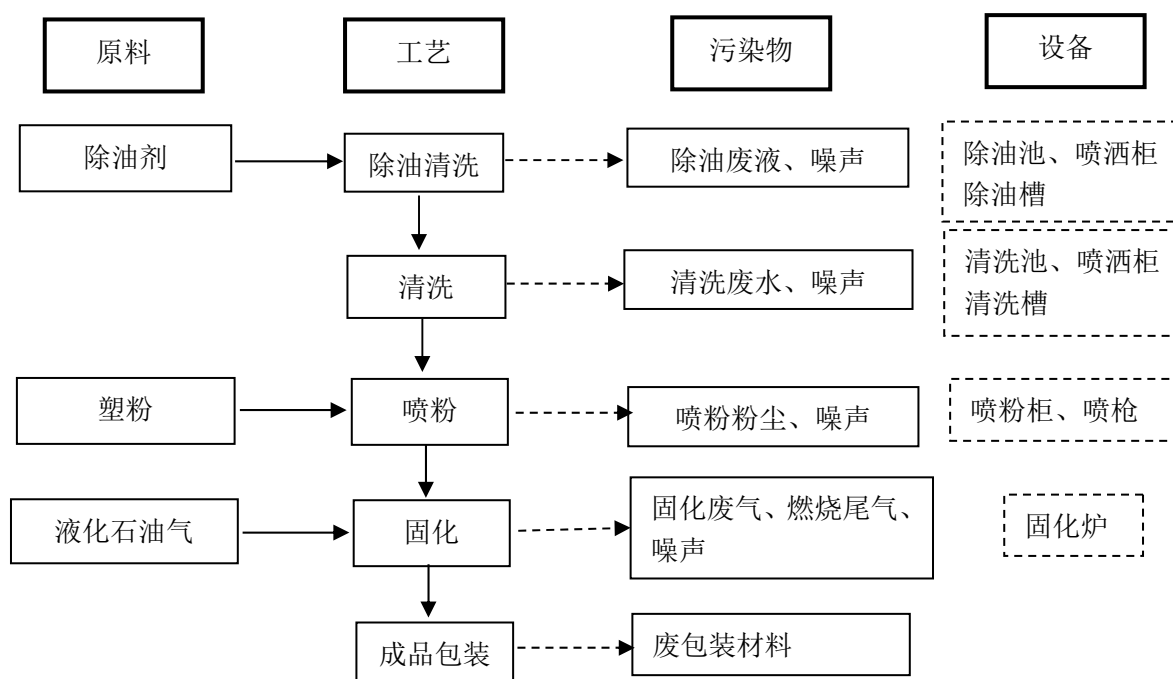 原料
工艺
污染物
设备
除油剂
除油清洗
除油废液、噪声
除油池、喷洒柜
除油槽
清洗
清洗废水、噪声
清洗池、喷洒柜
清洗槽
塑粉
喷粉
喷粉粉尘、噪声
喷粉柜、喷枪
液化石油气
固化
固化废气、燃烧尾气、
噪声
固化炉
成品包装
废包装材料